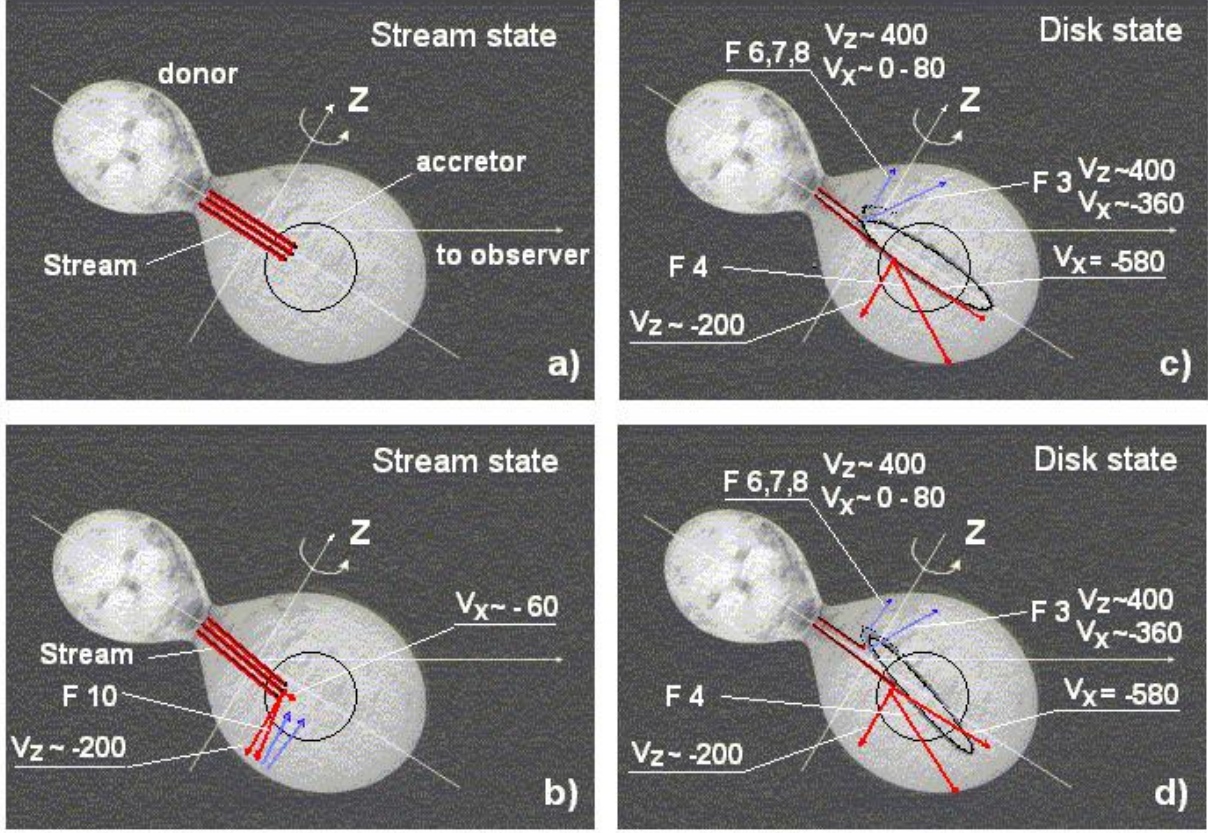 Stream state
donor
Z
accretor
to observer
Stream
a)
Disk state
F 6,7,8
VZ~ 400
VX~ 0 - 80
Z
F 3
VZ~400
VX~-360
F 4
VX = -580
VZ~ -200
c)
Stream state
Z
VX~ - 60
Stream
F 10
VZ ~ -200
b)
Disk state
F 6,7,8
VZ~ 400
VX~ 0 - 80
Z
F 3
VZ~400
VX~-360
F 4
VX = -580
VZ~ -200
d)